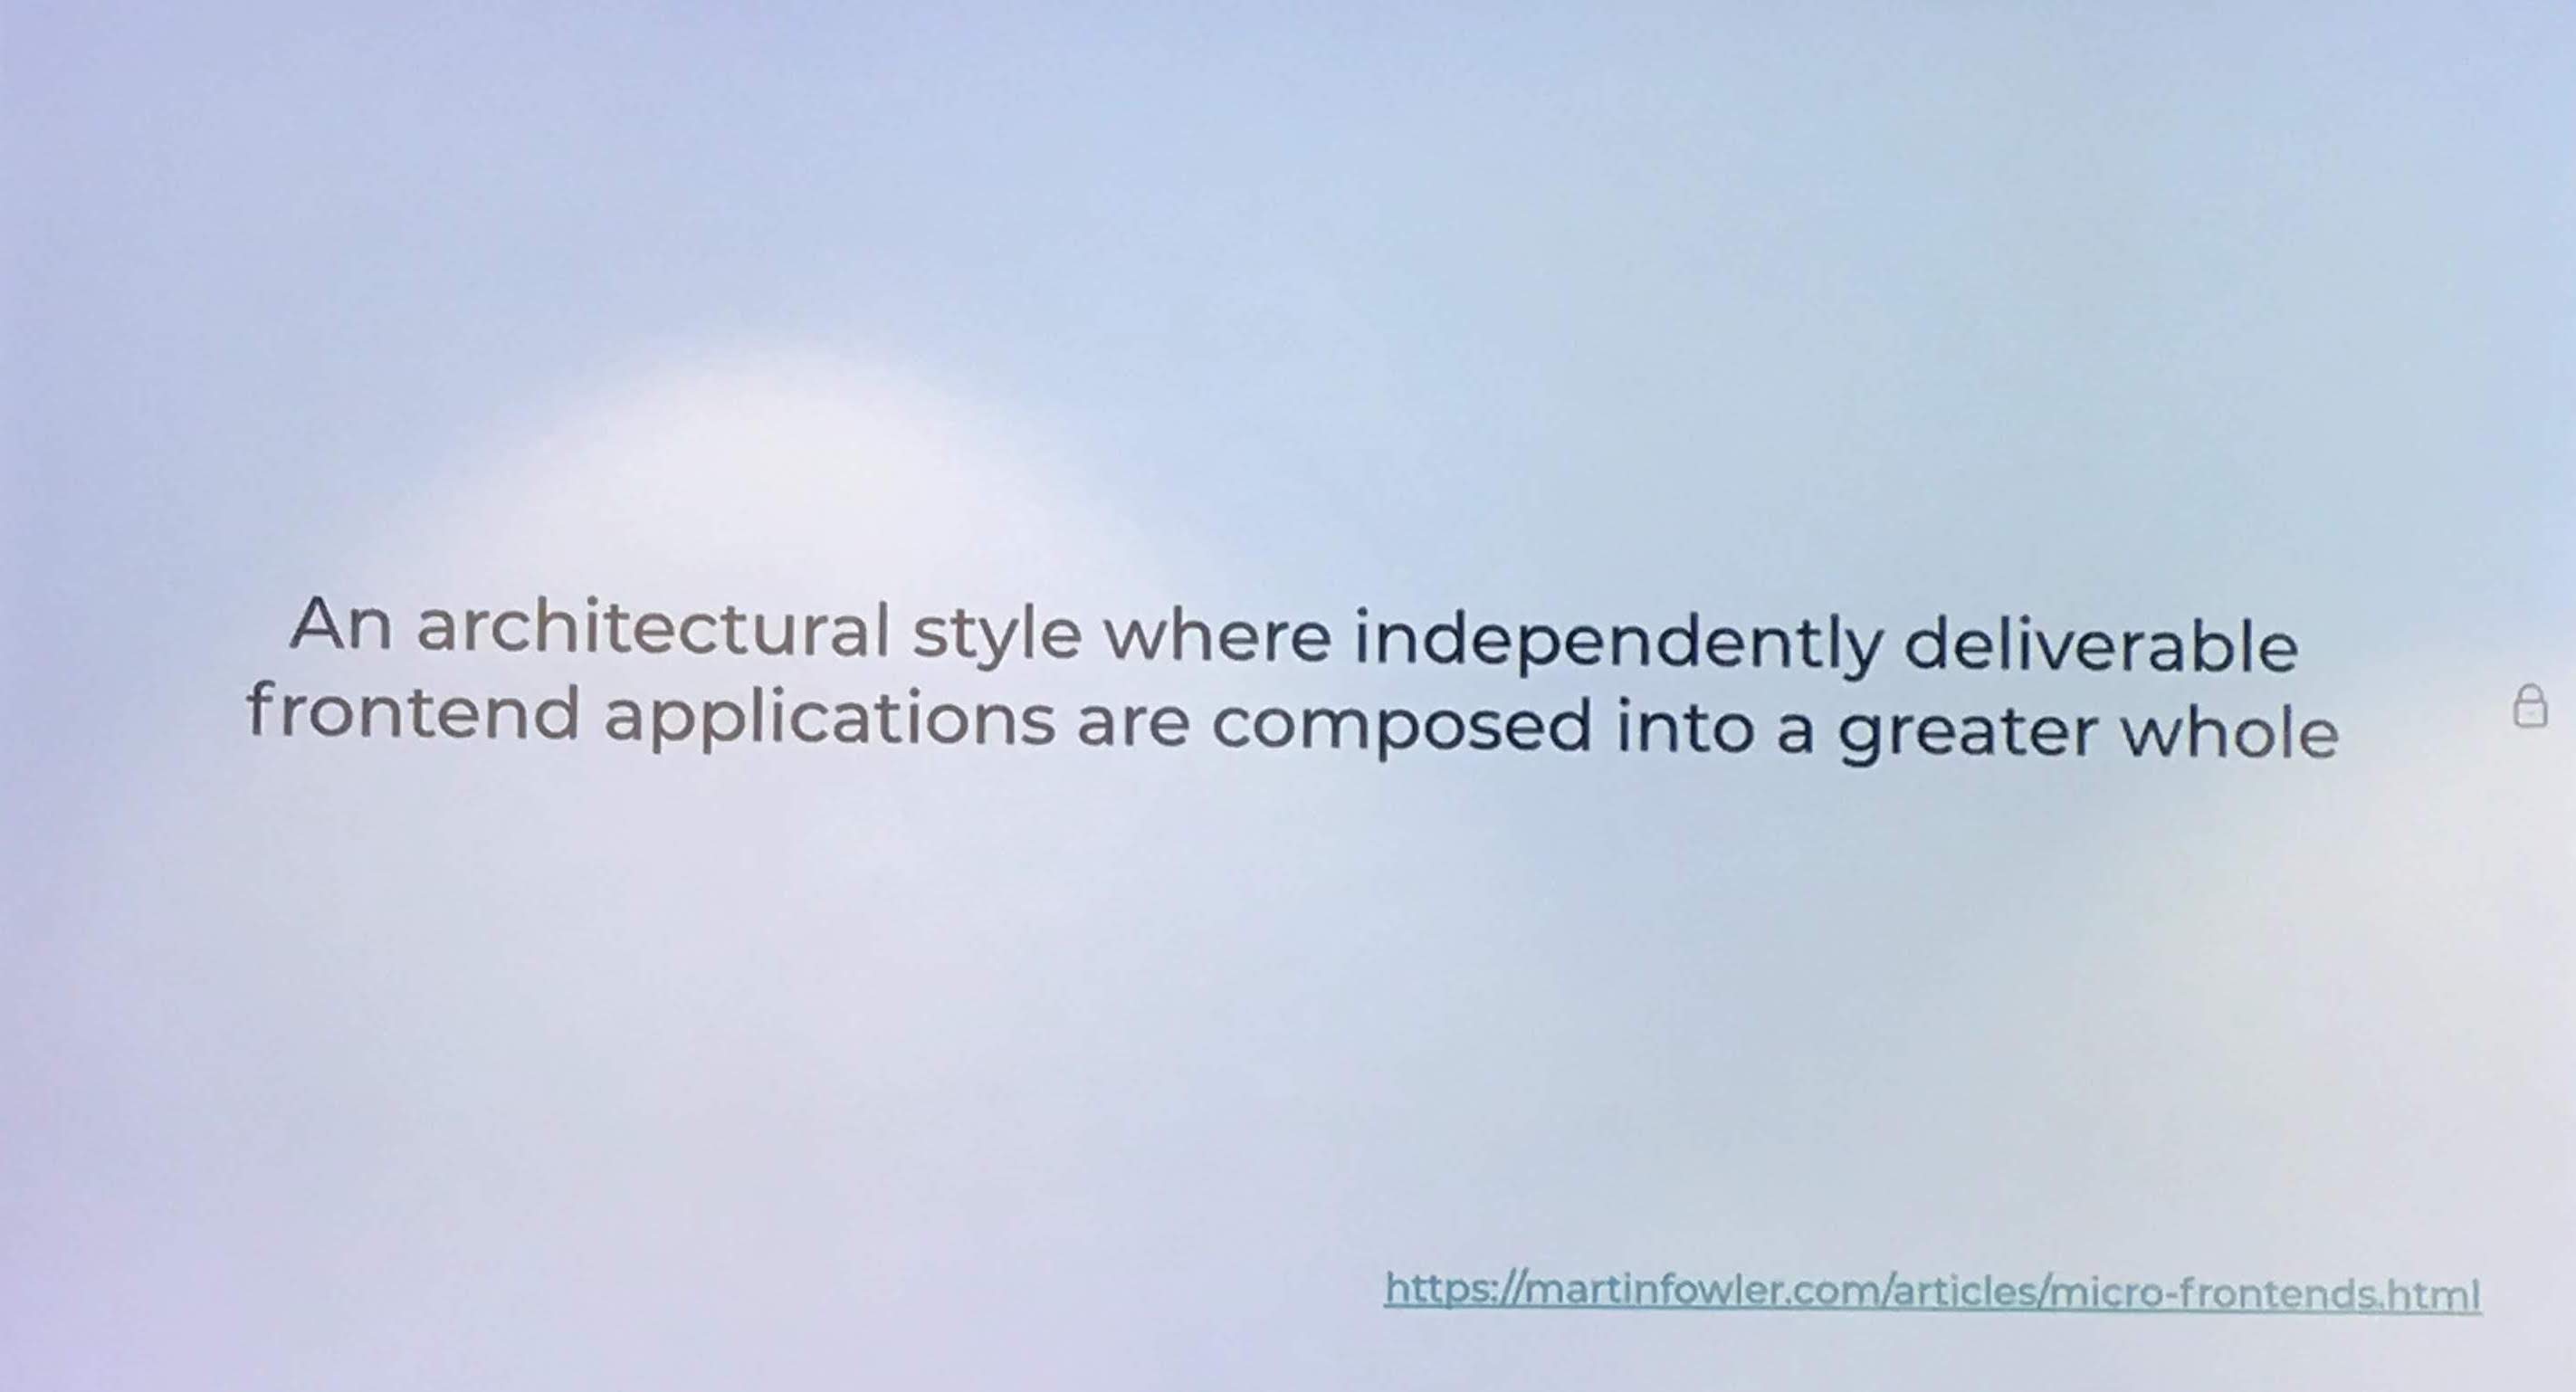 An architectural style where independently deliverable
frontend applications are composed into a greater whole
https://martinfowler.com/articles/micro-frontends.html